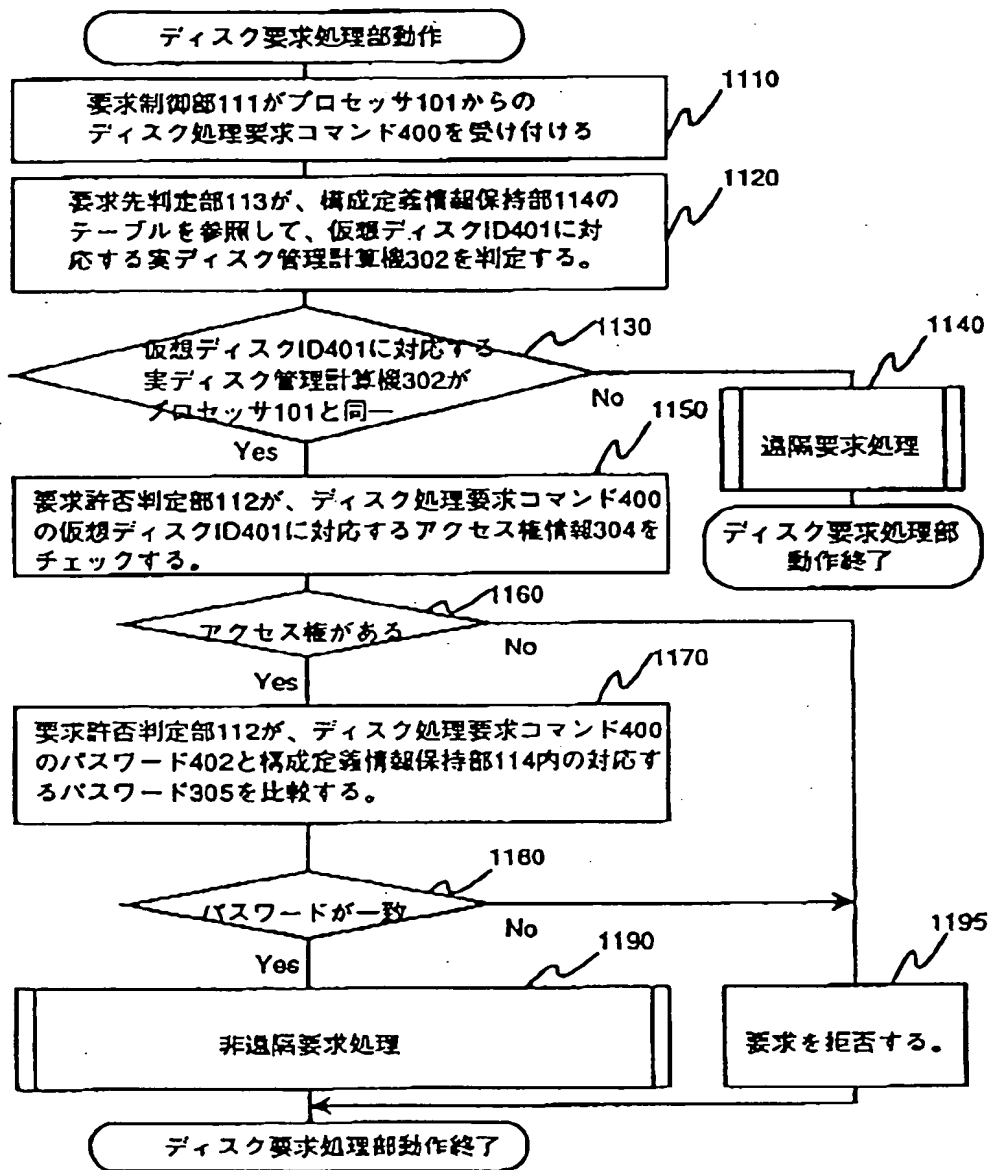 ディスク要求処理部動作
1110
要求制御部111がプロセッサ101からの
ディスク処理要求コマンド400を受け付ける
1120
要求先判定部113が、構成定義情報保持部114の
テーブルを参照して、仮想ディスクID401に対
応する実ディスク管理計算機302を判定する。
1130
仮想ディスクID401に対応する
実ディスク管理計算機302が
プロセッサ101と同一
No
Yes
1140
遠隔要求処理
ディスク要求処理部
動作終了
1150
要求許否判定部112が、ディスク処理要求コマンド400
の仮想ディスクID401に対応するアクセス権情報304を
チェックする。
1160
アクセス権がある
No
Yes
1170
要求許否判定部112が、ディスク処理要求コマンド400
のパスワード402と構成定義情報保持部114内の対応す
るパスワード305を比較する。
1180
パスワードが一致
No
Yes
1190
非遠隔要求処理
1195
要求を拒否する。
ディスク要求処理部動作終了